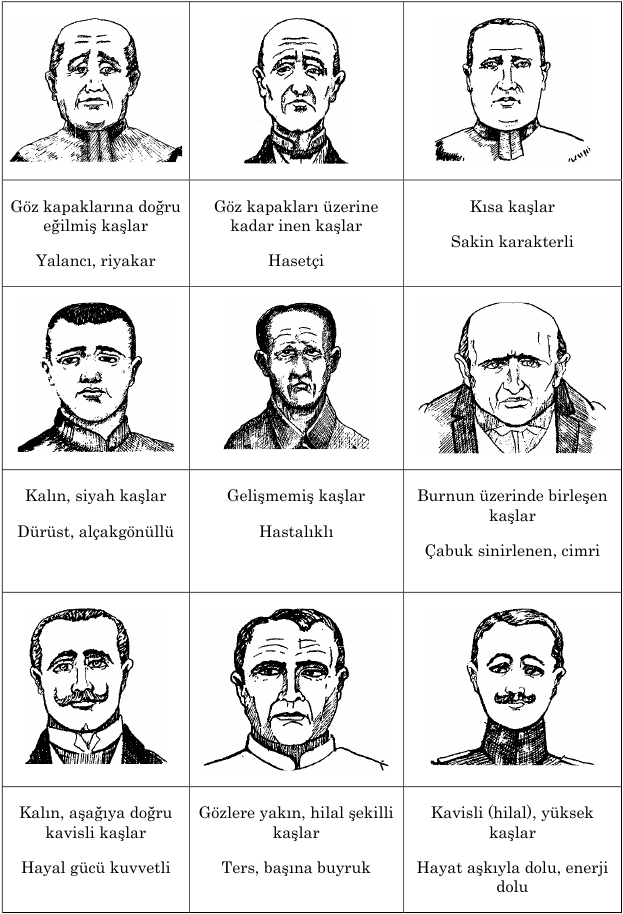 Göz kapaklarına doğru
eğilmiş kaşlar
Yalancı, riyakar
Göz kapakları üzerine
kadar inen kaşlar
Hasetçi
Kısa kaşlar
Sakin karakterli
Kalın, siyah kaşlar
Dürüst, alçakgönüllü
Gelişmemiş kaşlar
Hastalıklı
Burnun üzerinde birleşen
kaşlar
Çabuk sinirlenen, cimri
Kalın, aşağıya doğru
kavisli kaşlar
Hayal gücü kuvvetli
Gözlere yakın, hilal şekilli
kaşlar
Ters, başına buyruk
Kavisli (hilal), yüksek
kaşlar
Hayat aşkıyla dolu, enerji
dolu